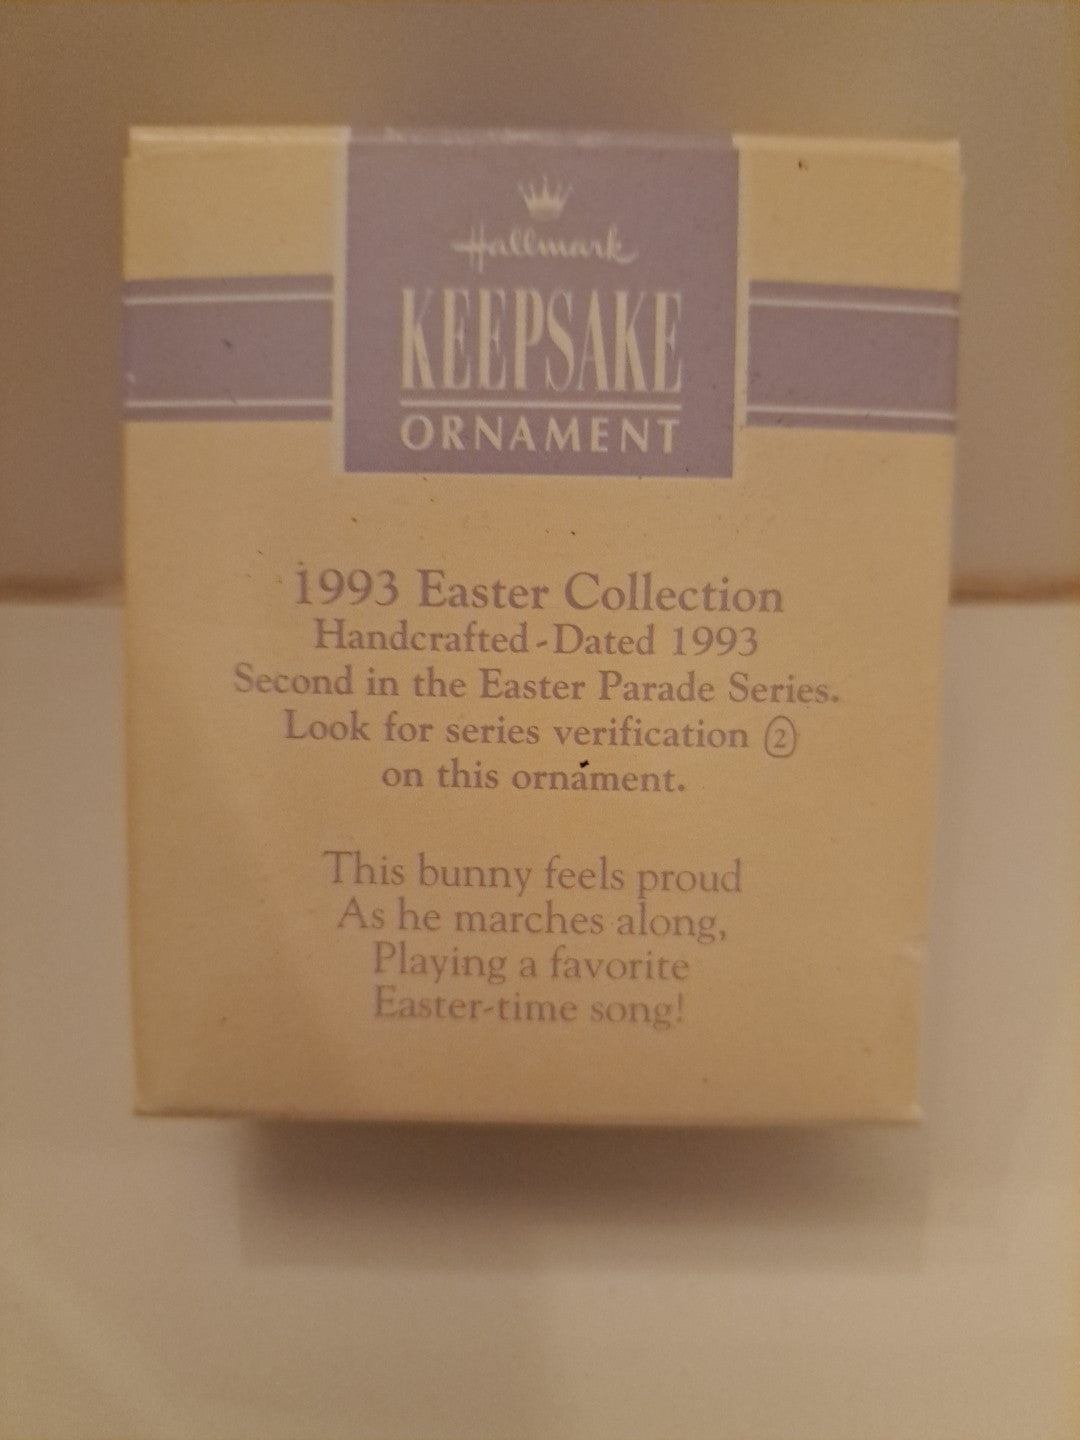 Hallmark
KEEPSAKE
ORNAMENT
1993 Easter Collection
Handcrafted-Dated 1993
Second in the Easter Parade Series.
Look for series verification 2
on this ornament.
This bunny feels proud
As he marches along,
Playing a favorite
Easter-time song!